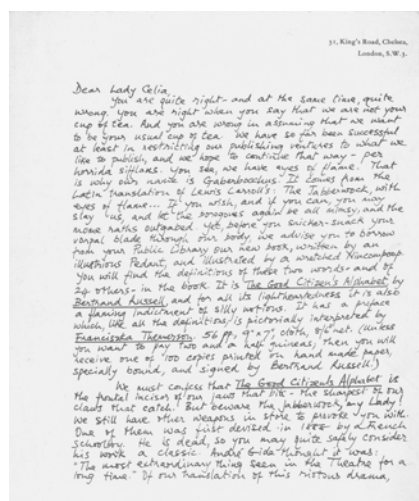 31, King's Road, Chelsea,
London, S.W.3.
Dear Lady Celia,
You are quite right - and at the same time, quite
wrong. You are right when you say that we are not your
cup of tea. And you are wrong in assuming that we want
to be your usual cup of tea. We have so far been successful
at least in restricting our publishing ventures to what we
like to publish, and we hope to continue that way - per
horrida sifflans. You see, we have eyes of flame. That
is why our name is Gaberbocchus. It comes from the
Latin translation of Lewis Carroll's: The Jabberwock, with
eyes of flame... If you wish, and if you can, you may
slay us, and let the borogoves again be all mimsy, and the
mome raths outgabed. Yet, before you snicker-snack your
vorpal blade through our body we advise you to borrow
from your Public Library our new book, written by an
illustrious Pedant, and illustrated by a wretched Nincompoop.
You will find the definitions of these two words - and of
24 others - in the book. It is The Good Citizen's Alphabet, by
Bertrand Russell, and for all its lightheartedness it is also
a flaming indictment of silly notions. It has a preface
which, like all the definitions, is pictorially interpreted by
Franciszka Themerson. 56 pp, 9" x 7", cloth, 8/6 net. (Unless
you want to pay two and a half guineas, then you will
receive one of 100 copies printed on hand made paper,
specially bound, and signed by Bertrand Russell.)
We must confess that The Good Citizen's Alphabet is
the frontal incisor of our jaws that bite - the sharpest of our
claws that catch. But beware the Jabberwock, my Lady!
We still have other weapons in store to provoke you with.
One of them was first devised in 1888 by a French
Schoolboy. He is dead, so you may quite safely consider
his work a classic. André Gide thought it was:
"The most extraordinary thing seen in the Theatre for a
long time." If our translation of this riotous drama,